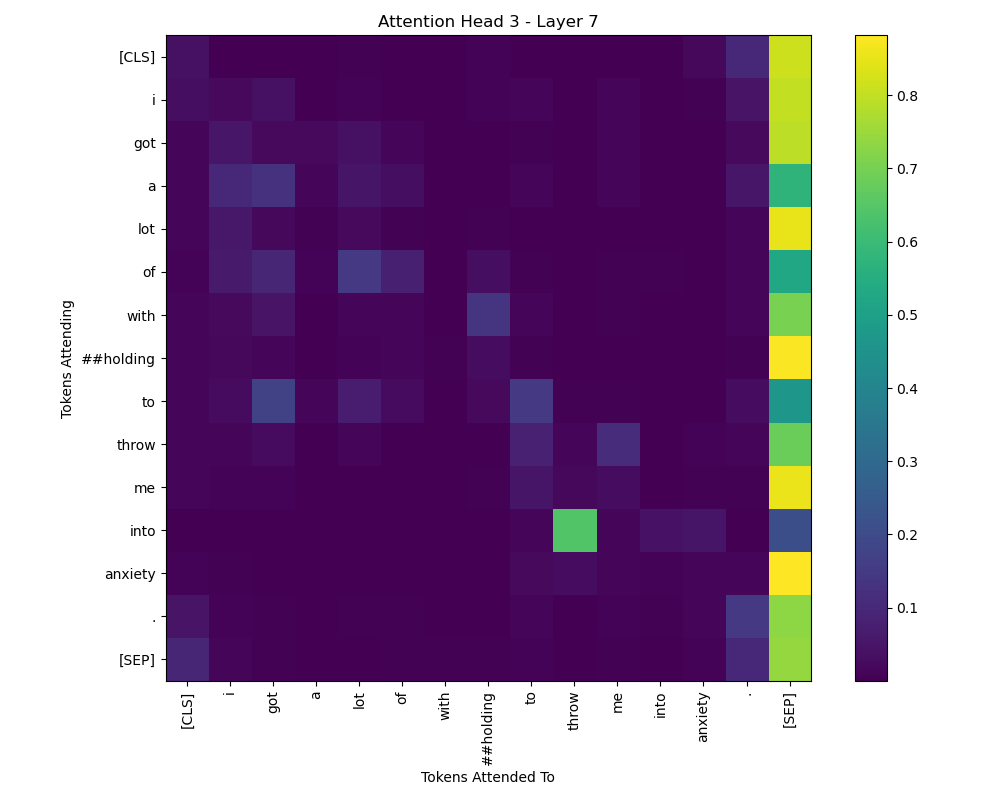 Attention Head 3 - Layer 7
Tokens Attending
[CLS]
i
got
a
lot
of
with
##holding
to
throw
me
into
anxiety
.
[SEP]
[CLS]
i
got
a
lot
of
with
##holding
to
throw
me
into
anxiety
.
[SEP]
Tokens Attended To
0.8
0.7
0.6
0.5
0.4
0.3
0.2
0.1